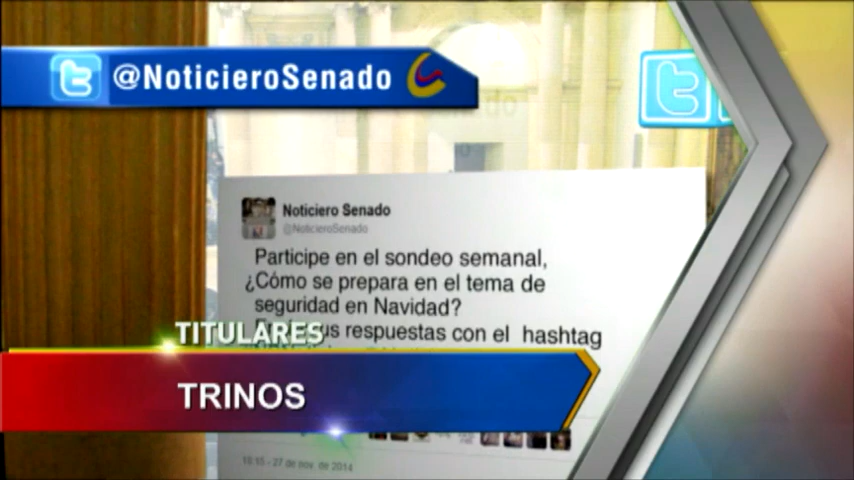 @NoticieroSenado
Noticiero Senado
@NoticieroSenado
Participe en el sondeo semanal,
¿Cómo se prepara en el tema de
seguridad en Navidad?
us respuestas con el hashtag
TITULARES
TRINOS
10:15 - 27 de nov. de 2014